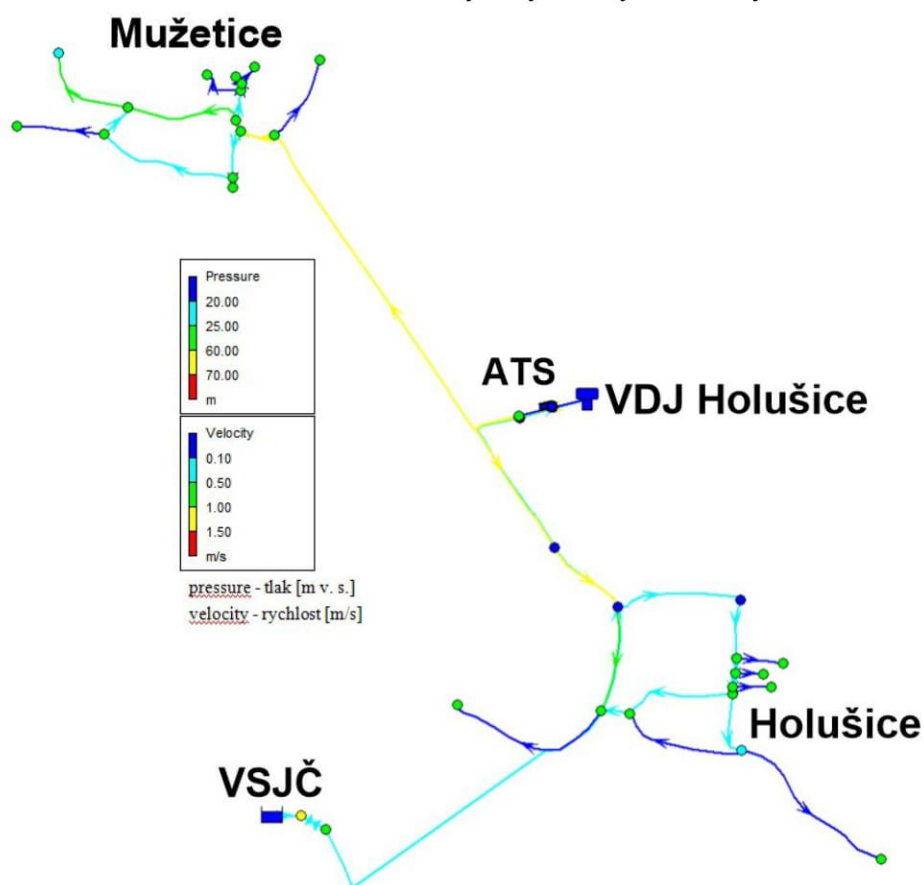 Mužetice
Pressure
20.00
25.00
60.00
70.00
m
Velocity
0.10
0.50
1.00
1.50
m/s
pressure - tlak [m v. s.]
velocity - rychlost [m/s]
ATS
VDJ Holušice
Holušice
VSJČ